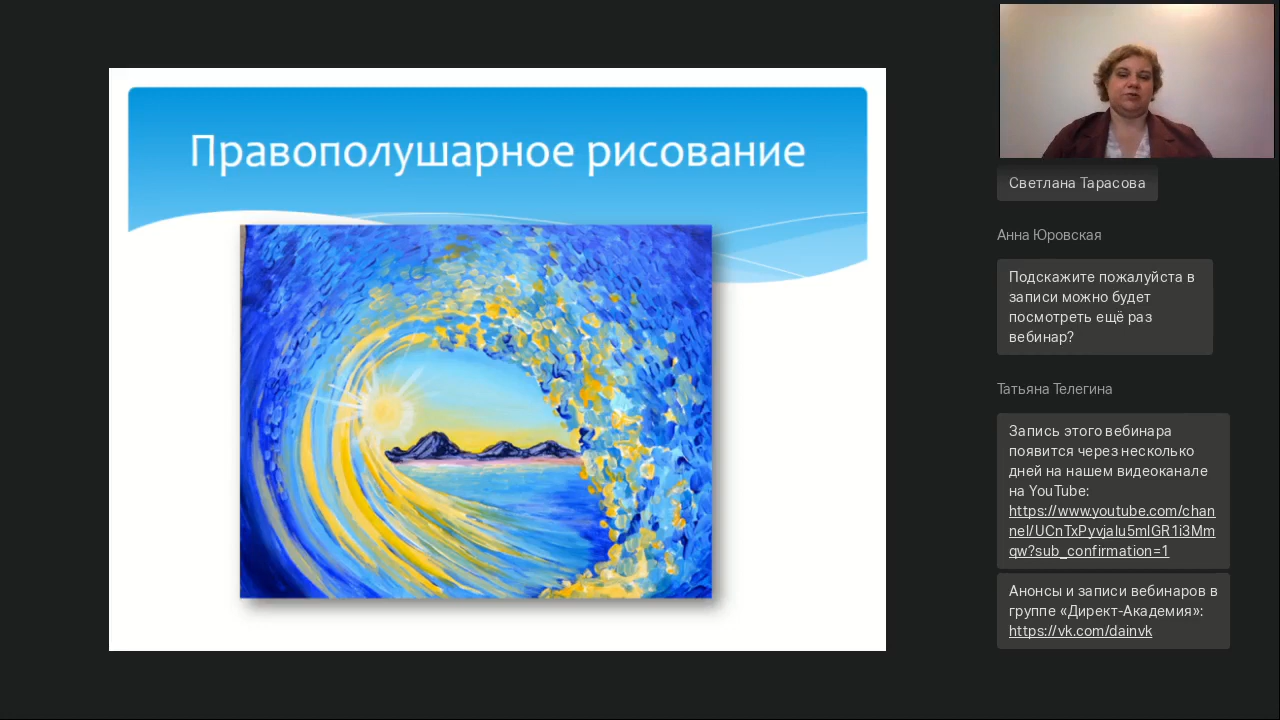 Правополушарное рисование
Светлана Тарасова
Анна Юровская
Подскажите пожалуйста в
записи можно будет
посмотреть ещё раз
вебинар?
Татьяна Телегина
Запись этого вебинара
появится через несколько
дней на нашем видеоканале
на YouTube:
https://www.youtube.com/chan
nel/UCnTxPyvjalu5mlGR1i3Mm
qw?sub_confirmation=1
Анонсы и записи вебинаров в
группе «Директ-Академия»:
https://vk.com/dainvk